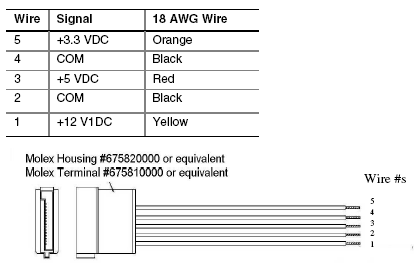 Wire Signal 18 AWG Wire
5 +3.3 VDC Orange
4 COM Black
3 +5 VDC Red
2 COM Black
1 +12 V1DC Yellow
Molex Housing #675820000 or equivalent
Molex Terminal #675810000 or equivalent
Wire #s
5
4
3
2
1